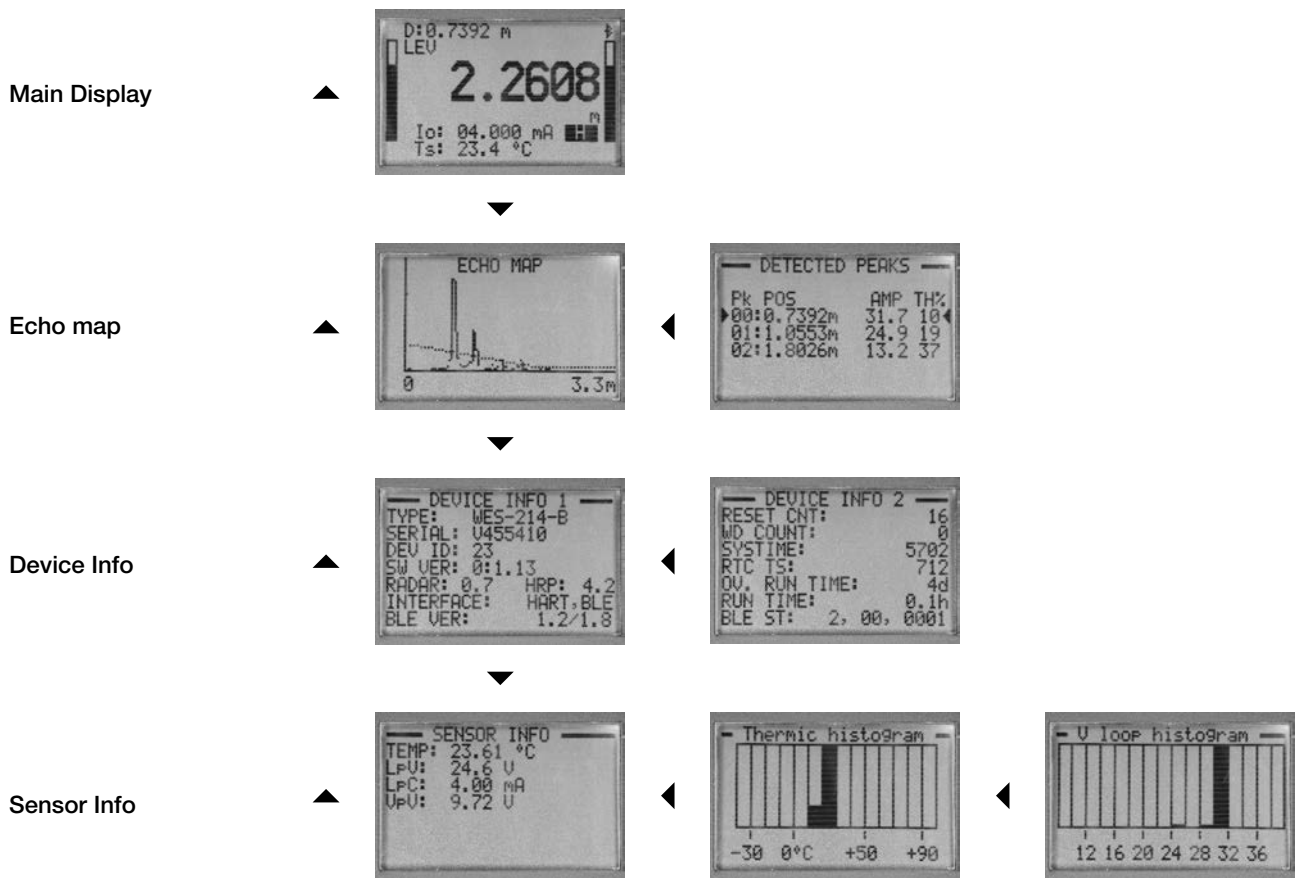 Main Display
D:0.7392 m
LEV
2.2608
m
Io: 04.000 mA
Ts: 23.4 °C
Echo map
ECHO MAP
0 3.3m
DETECTED PEAKS
Pk POS AMP TH%
00:0.7392m 31.7 10
01:1.0553m 24.9 19
02:1.8026m 13.2 37
Device Info
DEVICE INFO 1
TYPE: WES-214-B
SERIAL: V455410
DEV ID: 23
SW VER: 0:1.13
RADAR: 0.7 HRP: 4.2
INTERFACE: HART,BLE
BLE VER: 1.2/1.8
DEVICE INFO 2
RESET CNT: 16
WD COUNT: 0
SYSTIME: 5702
RTC TS: 712
OV. RUN TIME: 4d
RUN TIME: 0.1h
BLE ST: 2, 00, 0001
Sensor Info
SENSOR INFO
TEMP: 23.61 °C
LpV: 24.6 V
LpC: 4.00 mA
VpV: 9.72 V
Thermic histogram
-30 0°C +50 +90
V loop histogram
12 16 20 24 28 32 36